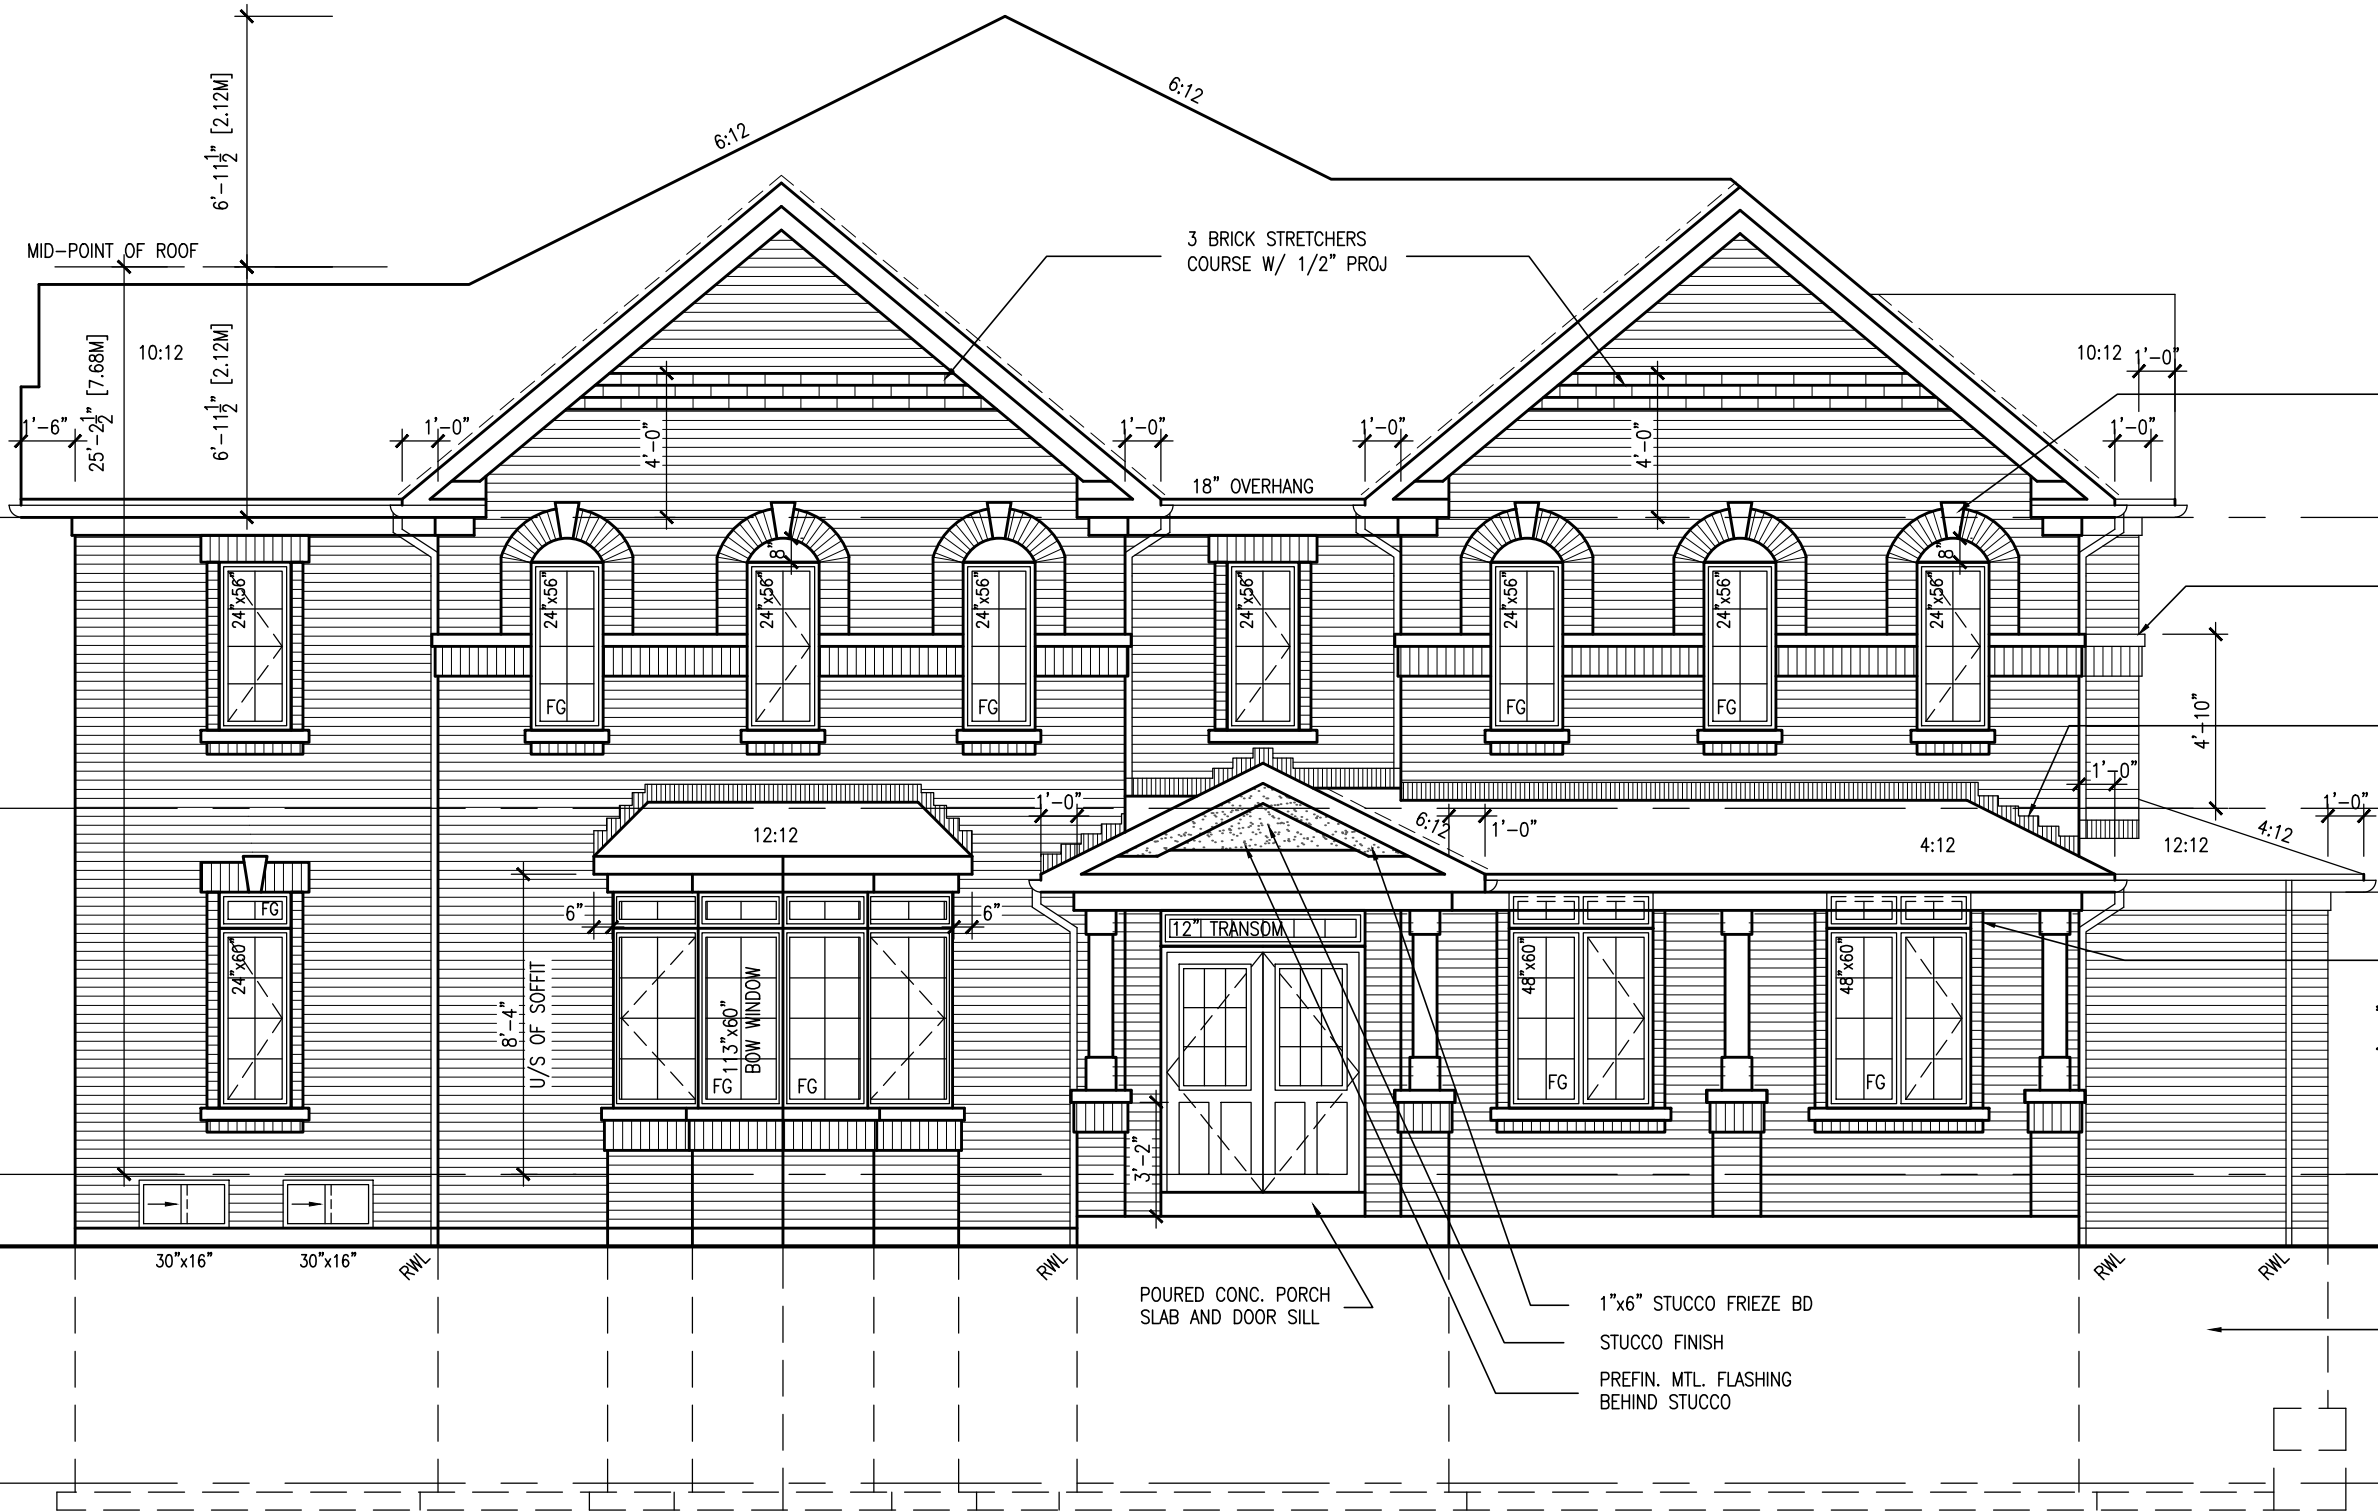 6'-11 1/2" [2.12M]
6:12
6:12
MID-POINT OF ROOF
3 BRICK STRETCHERS
COURSE W/ 1/2" PROJ
10:12
25'-2 1/2" [7.68M]
6'-11 1/2" [2.12M]
10:12
1'-0"
1'-6"
1'-0"
4'-0"
1'-0"
1'-0"
4'-0"
1'-0"
18" OVERHANG
8"
8"
24"x56"
24"x56"
24"x56"
24"x56"
24"x56"
24"x56"
24"x56"
24"x56"
FG
FG
FG
FG
4'-10"
1'-0"
1'-0"
1'-0"
1'-0"
6:12
12:12
4:12
12:12
4:12
FG
6"
6"
12" TRANSOM
24"x60"
8'-4"
U/S OF SOFFIT
113"x60"
BOW WINDOW
FG
FG
48"x60"
FG
48"x60"
FG
3'-2"
30"x16"
30"x16"
RWL
RWL
RWL
RWL
POURED CONC. PORCH
SLAB AND DOOR SILL
1"x6" STUCCO FRIEZE BD
STUCCO FINISH
PREFIN. MTL. FLASHING
BEHIND STUCCO